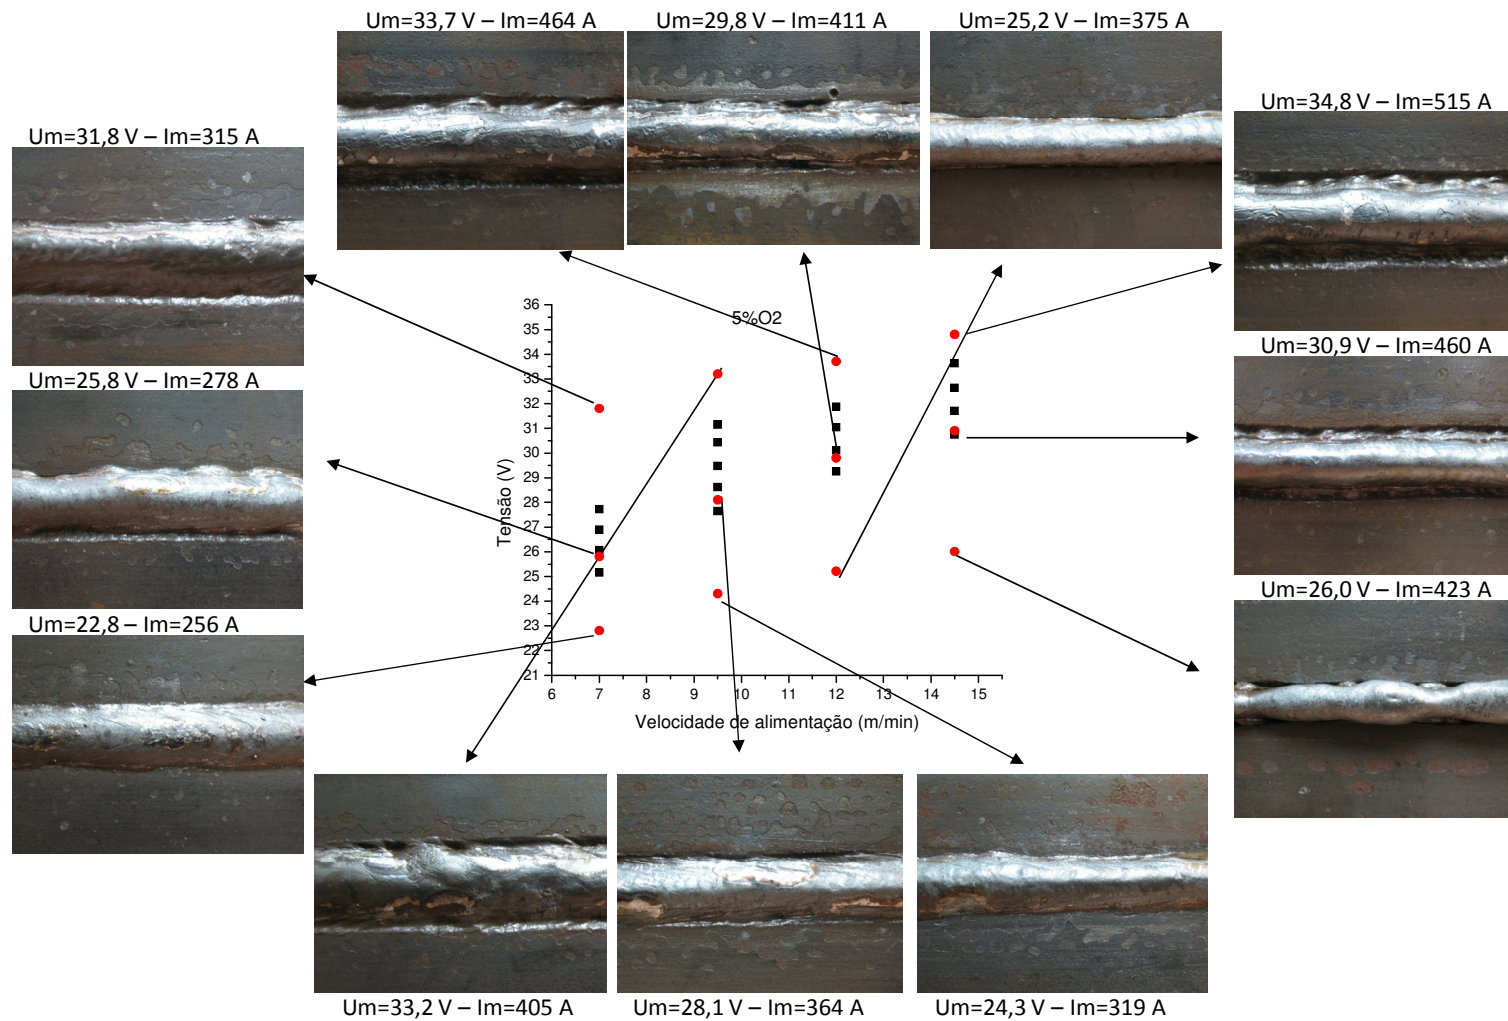 Um=33,7 V – Im=464 A
Um=29,8 V – Im=411 A
Um=25,2 V – Im=375 A
Um=34,8 V – Im=515 A
Um=31,8 V – Im=315 A
Um=30,9 V – Im=460 A
Um=25,8 V – Im=278 A
Um=26,0 V – Im=423 A
Um=22,8 – Im=256 A
5%O2
36
35
34
33
32
31
30
29
28
27
26
25
24
23
22
21
Tensão (V)
6 7 8 9 10 11 12 13 14 15
Velocidade de alimentação (m/min)
Um=33,2 V – Im=405 A
Um=28,1 V – Im=364 A
Um=24,3 V – Im=319 A